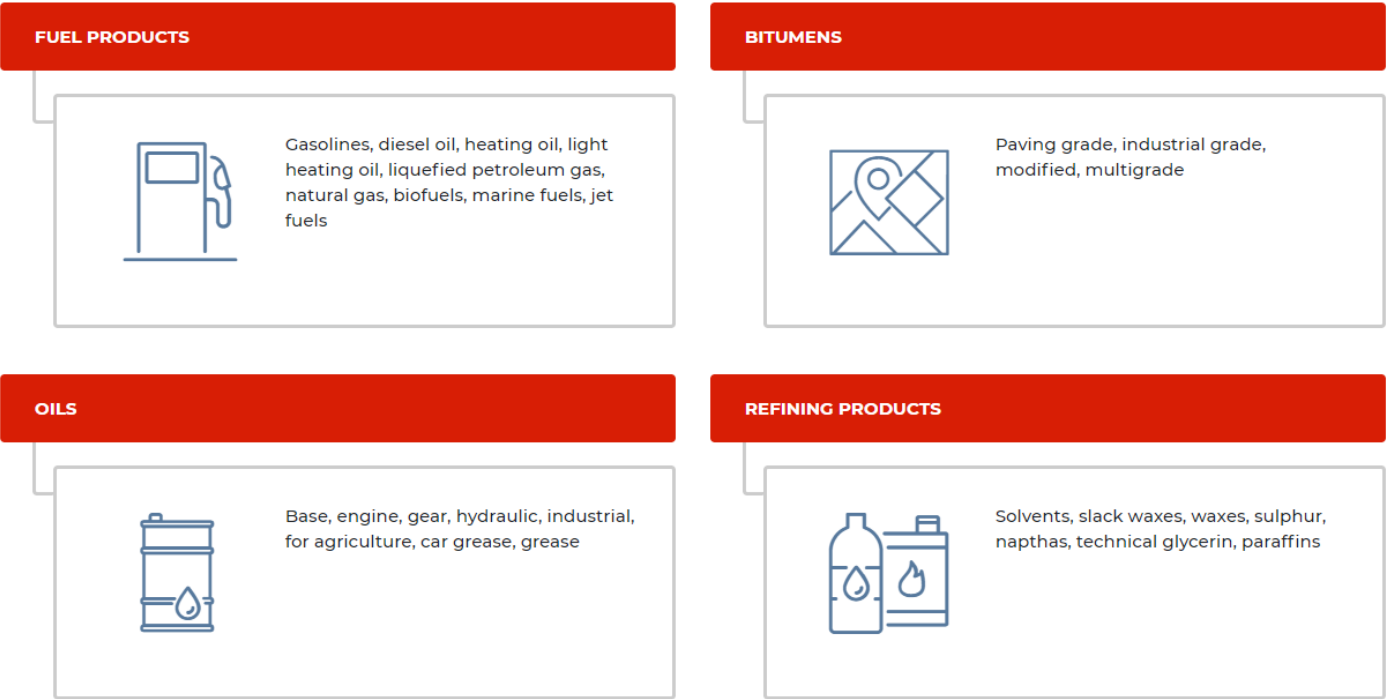 FUEL PRODUCTS
Gasolines, diesel oil, heating oil, light
heating oil, liquefied petroleum gas,
natural gas, biofuels, marine fuels, jet
fuels
BITUMENS
Paving grade, industrial grade,
modified, multigrade
OILS
Base, engine, gear, hydraulic, industrial,
for agriculture, car grease, grease
REFINING PRODUCTS
Solvents, slack waxes, waxes, sulphur,
napthas, technical glycerin, paraffins